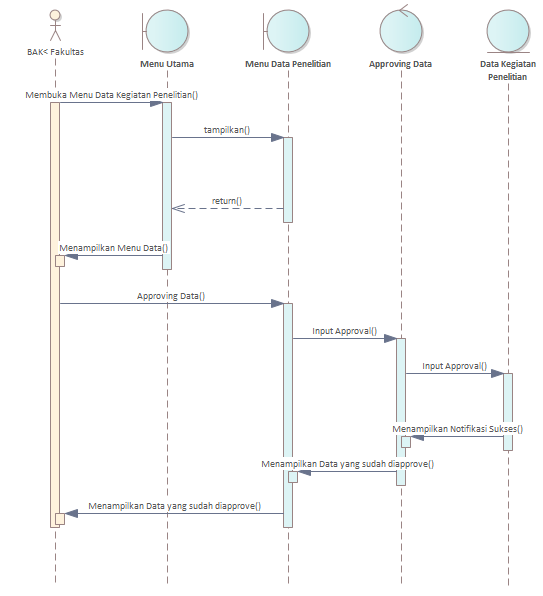 BAK< Fakultas
Menu Utama
Menu Data Penelitian
Approving Data
Data Kegiatan
Penelitian
Membuka Menu Data Kegiatan Penelitian()
tampilkan()
return()
Menampilkan Menu Data()
Approving Data()
Input Approval()
Input Approval()
Menampilkan Notifikasi Sukses()
Menampilkan Data yang sudah diapprove()
Menampilkan Data yang sudah diapprove()